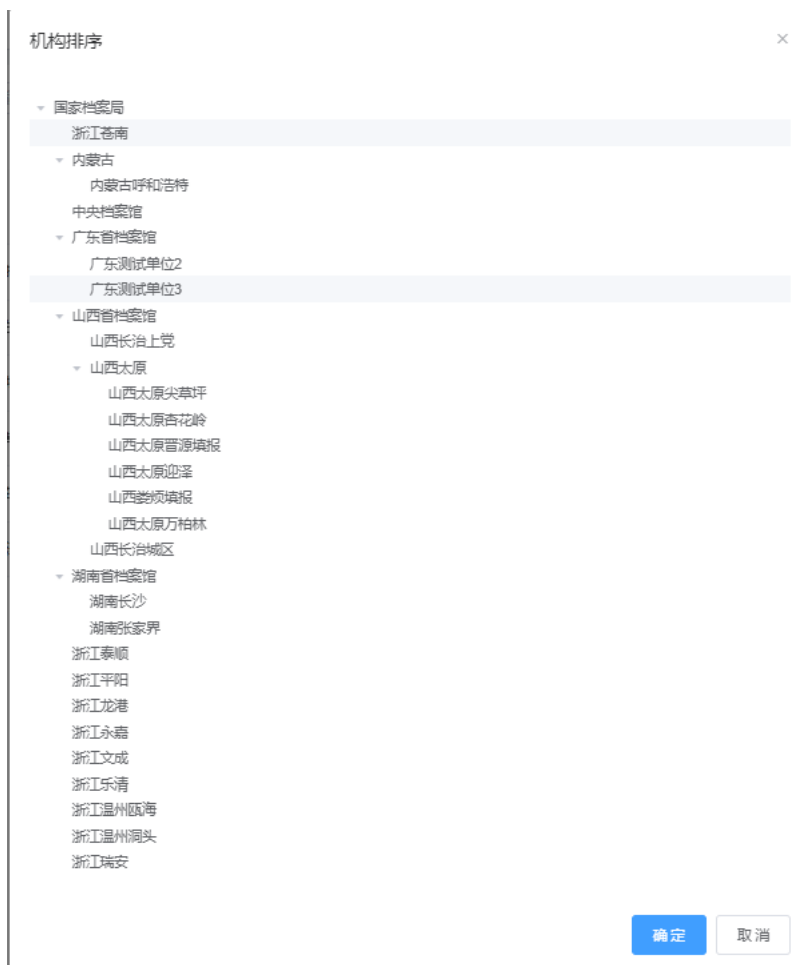 机构排序
国家档案局
浙江苍南
内蒙古
内蒙古呼和浩特
中央档案馆
广东省档案馆
广东测试单位2
广东测试单位3
山西省档案馆
山西长治上党
山西太原
山西太原尖草坪
山西太原杏花岭
山西太原晋源填报
山西太原迎泽
山西娄烦填报
山西太原万柏林
山西长治城区
湖南省档案馆
湖南长沙
湖南张家界
浙江泰顺
浙江平阳
浙江龙港
浙江永嘉
浙江文成
浙江乐清
浙江温州瓯海
浙江温州洞头
浙江瑞安
确定 取消